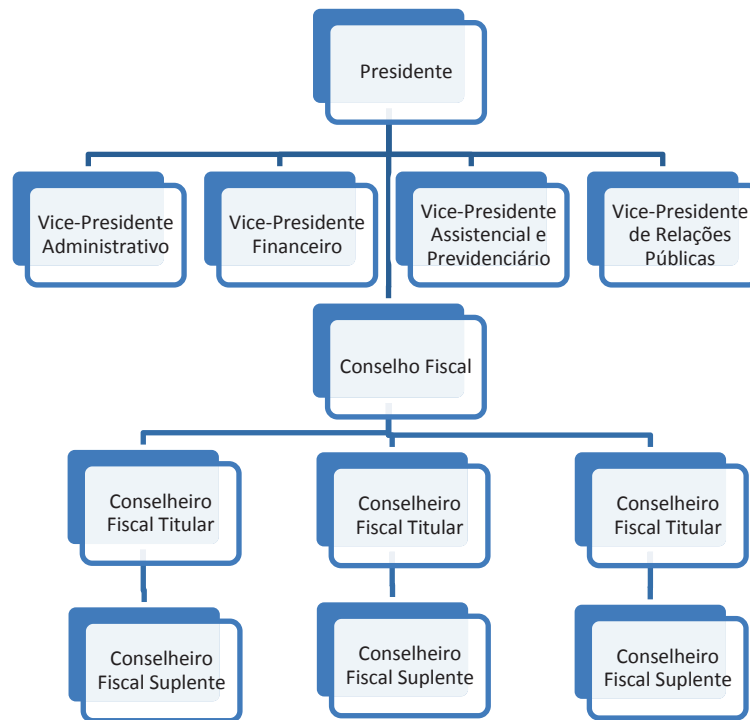 Presidente
Vice-Presidente
Administrativo
Vice-Presidente
Financeiro
Vice-Presidente
Assistencial e
Previdenciário
Vice-Presidente
de Relações
Públicas
Conselho Fiscal
Conselheiro
Fiscal Titular
Conselheiro
Fiscal Titular
Conselheiro
Fiscal Titular
Conselheiro
Fiscal Suplente
Conselheiro
Fiscal Suplente
Conselheiro
Fiscal Suplente